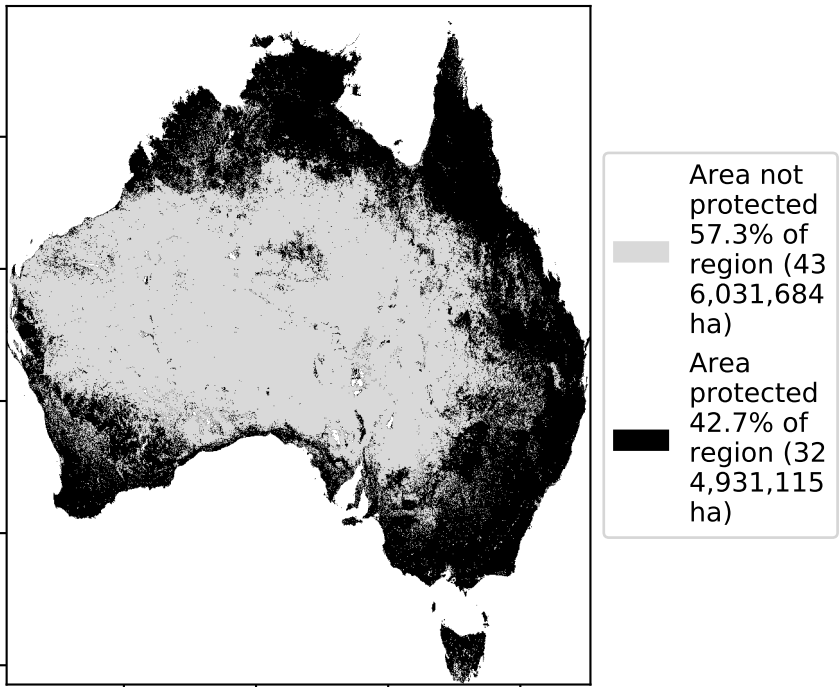 Area not
protected
57.3% of
region (43
6,031,684
ha)
Area
protected
42.7% of
region (32
4,931,115
ha)